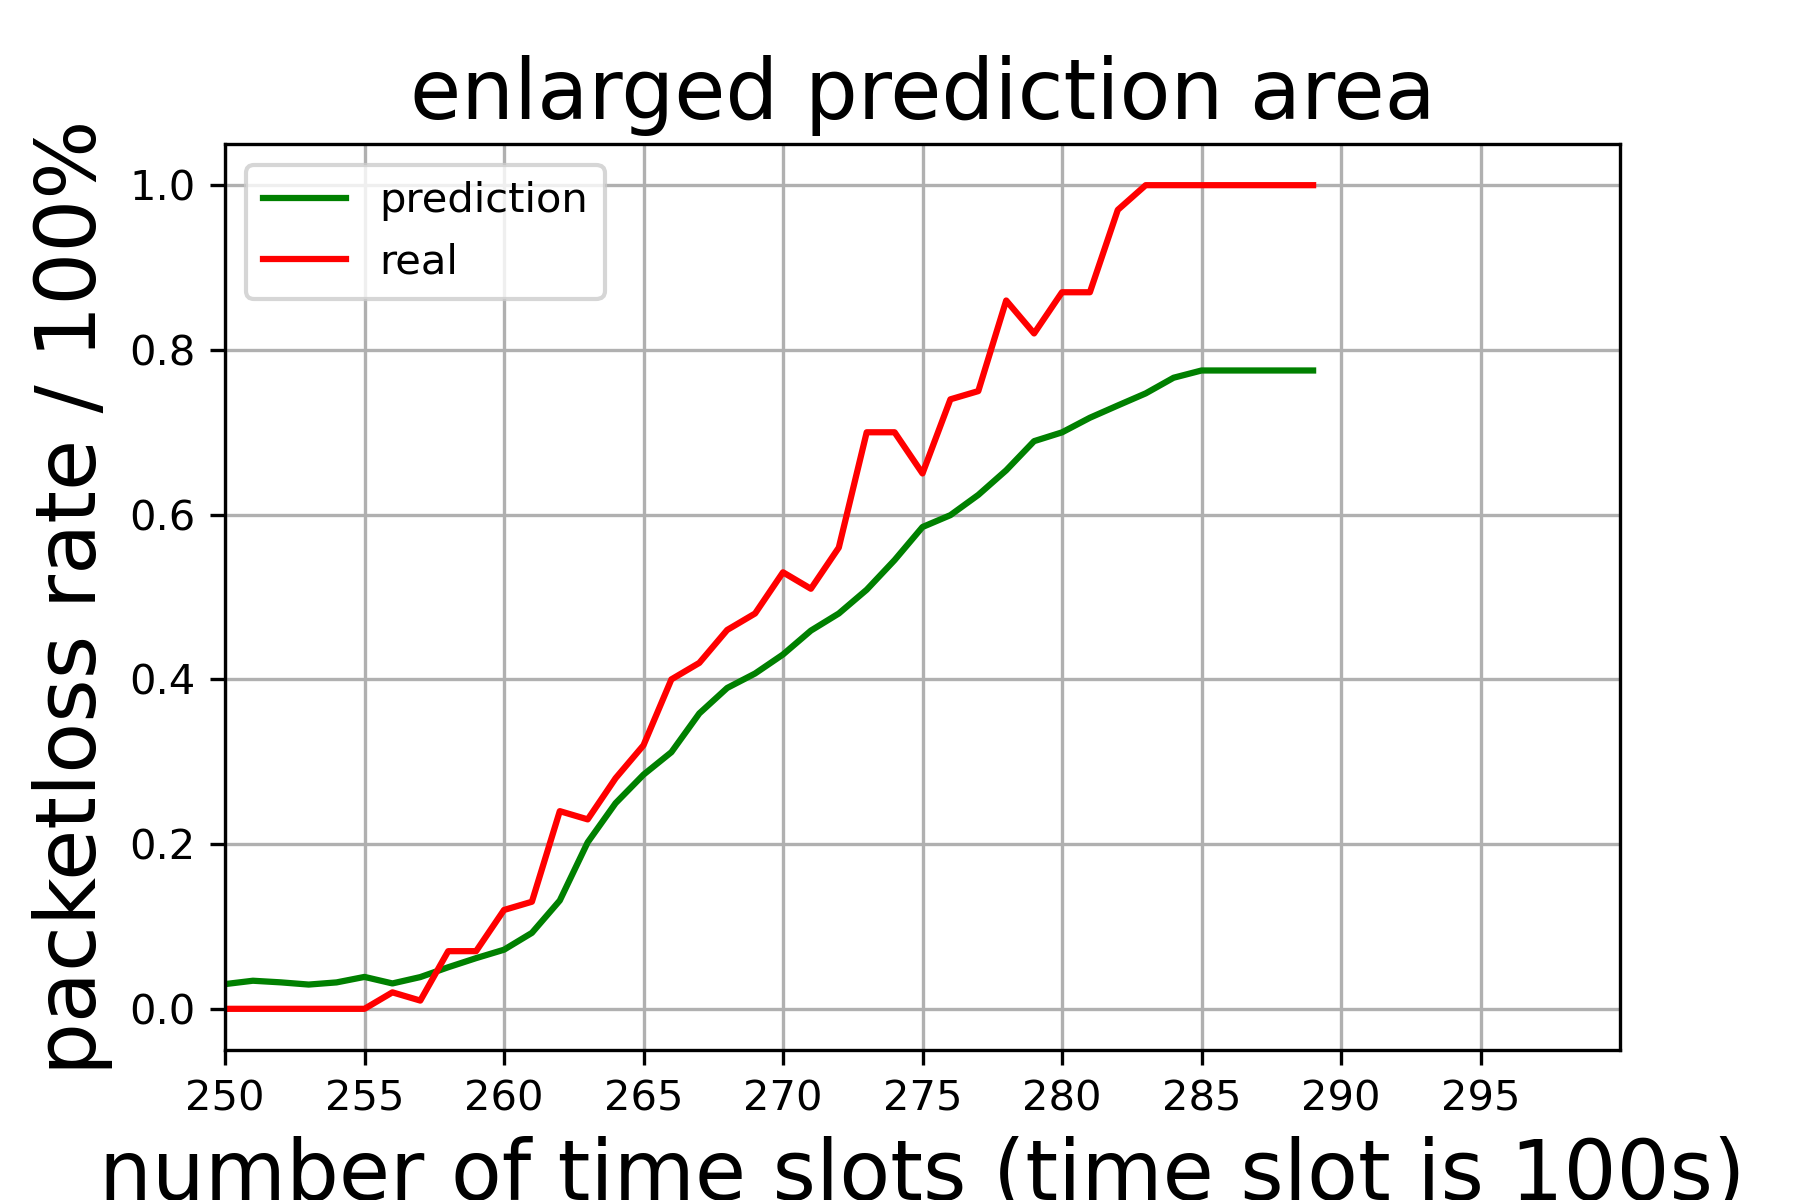 enlarged prediction area
packetloss rate / 100%
prediction
real
1.0
0.8
0.6
0.4
0.2
0.0
250 255 260 265 270 275 280 285 290 295
number of time slots (time slot is 100s)